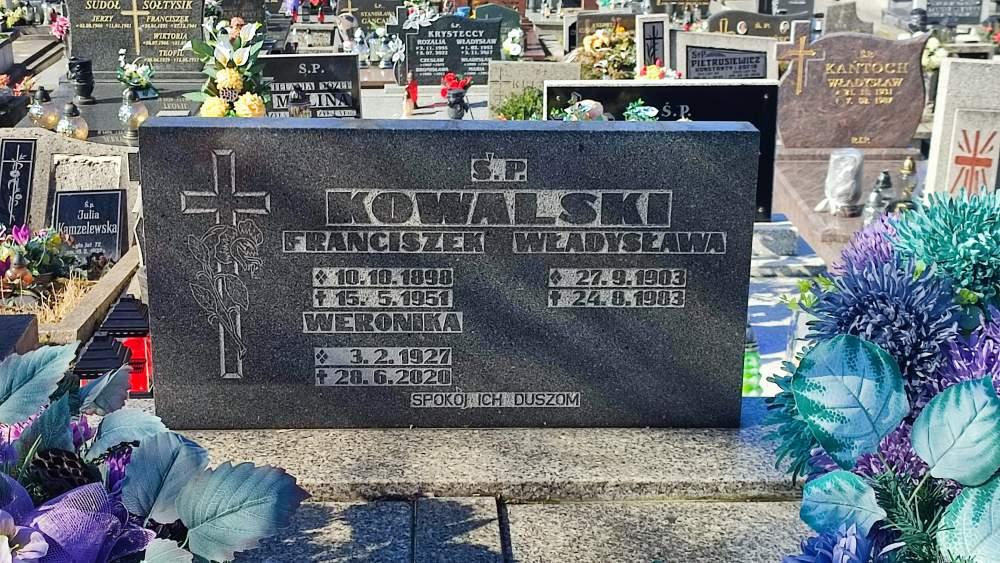 Ś.P.
KOWALSKI
FRANCISZEK WŁADYSŁAWA
10.10.1898 27.9.1903
15.5.1951 24.8.1983
WERONIKA
3.2.1927
28.6.2020
SPOKÓJ ICH DUSZOM
SUDOŁ SOŁTYSIK
JERZY FRANCISZEK
WIKTORIA
TEOFIL
KRYSTECCY
ROZALIA WŁADYSŁAW
CZESŁAW
MARIA
Ś.P.
Ś.P.
PIETRUSIEWICZ
KANTOCH
WŁADYSŁAW
R.I.P.
Ś.P.
Julia
Kamzelewska